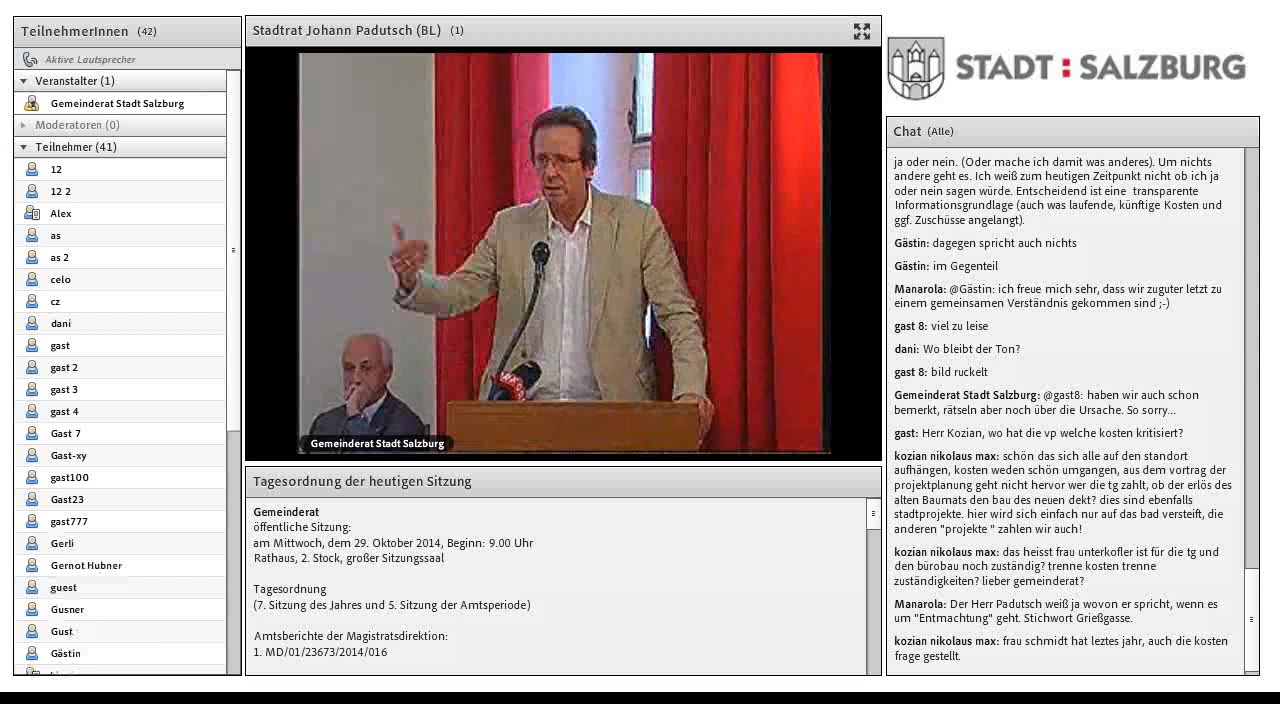 TeilnehmerInnen (42)
Aktive Lautsprecher
Veranstalter (1)
Gemeinderat Stadt Salzburg
Moderatoren (0)
Teilnehmer (41)
12
12 2
Alex
as
as 2
celo
cz
dani
gast
gast 2
gast 3
gast 4
Gast 7
Gast-xy
gast100
Gast23
gast777
Gerli
Gernot Hubner
guest
Gusner
Gust
Gästin
Stadtrat Johann Padutsch (BL) (1)
Gemeinderat Stadt Salzburg
Tagesordnung der heutigen Sitzung
Gemeinderat
öffentliche Sitzung:
am Mittwoch, dem 29. Oktober 2014, Beginn: 9.00 Uhr
Rathaus, 2. Stock, großer Sitzungssaal
Tagesordnung
(7. Sitzung des Jahres und 5. Sitzung der Amtsperiode)
Amtsberichte der Magistratsdirektion:
1. MD/01/23673/2014/016
STADT : SALZBURG
Chat (Alle)
ja oder nein. (Oder mache ich damit was anderes). Um nichts
andere geht es. Ich weiß zum heutigen Zeitpunkt nicht ob ich ja
oder nein sagen würde. Entscheidend ist eine transparente
Informationsgrundlage (auch was laufende, künftige Kosten und
ggf. Zuschüsse angelangt).
Gästin: dagegen spricht auch nichts
Gästin: im Gegenteil
Manarola: @Gästin: ich freue mich sehr, dass wir zuguter letzt zu
einem gemeinsamen Verständnis gekommen sind ;-)
gast 8: viel zu leise
dani: Wo bleibt der Ton?
gast 8: bild ruckelt
Gemeinderat Stadt Salzburg: @gast8: haben wir auch schon
bemerkt, rätseln aber noch über die Ursache. So sorry...
gast: Herr Kozian, wo hat die vp welche kosten kritisiert?
kozian nikolaus max: schön das sich alle auf den standort
aufhängen, kosten weden schön umgangen, aus dem vortrag der
projektplanung geht nicht hervor wer die tg zahlt, ob der erlös des
alten Baumats den bau des neuen dekt? dies sind ebenfalls
stadtprojekte. hier wird sich einfach nur auf das bad versteift, die
anderen "projekte " zahlen wir auch!
kozian nikolaus max: das heisst frau unterkofler ist für die tg und
den bürobau noch zuständig? trenne kosten trenne
zuständigkeiten? lieber gemeinderat?
Manarola: Der Herr Padutsch weiß ja wovon er spricht, wenn es
um "Entmachtung" geht. Stichwort Grießgasse.
kozian nikolaus max: frau schmidt hat leztes jahr, auch die kosten
frage gestellt.